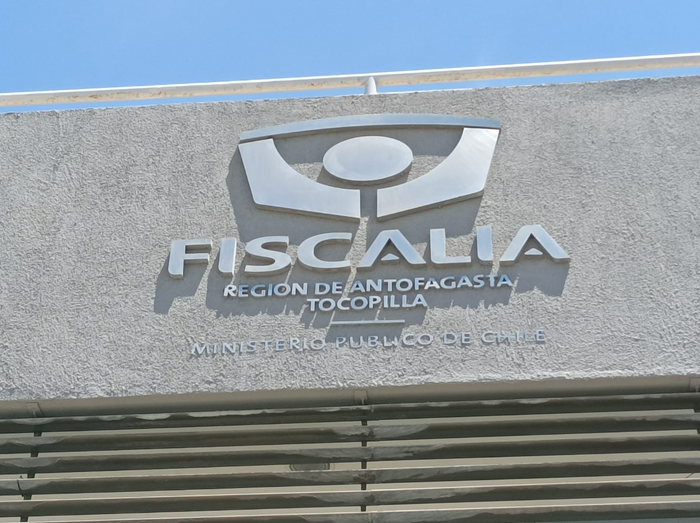 FISCALIA
REGION DE ANTOFAGASTA
TOCOPILLA
MINISTERIO PUBLICO DE CHILE